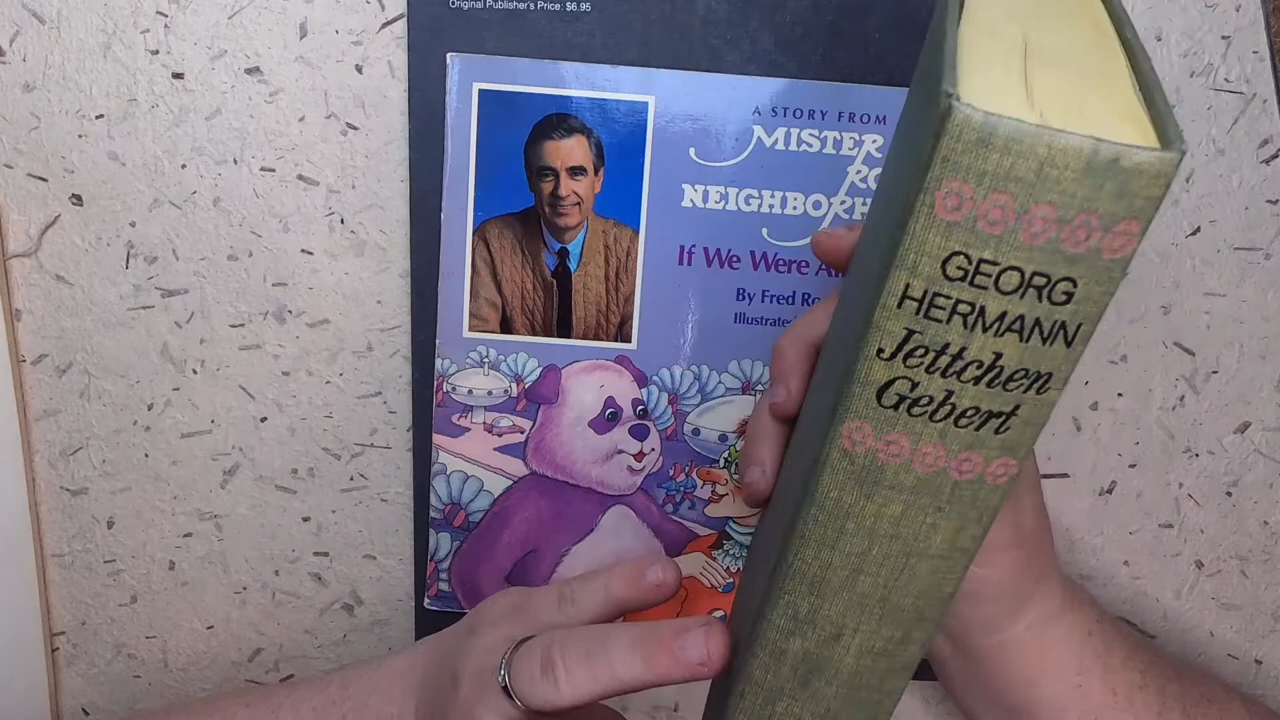 Original Publisher's Price: $6.95
A STORY FROM
MISTER
NEIGHBORH
If We Were A
By Fred Ro
Illustrated
GEORG
HERMANN
Jettchen
Gebert